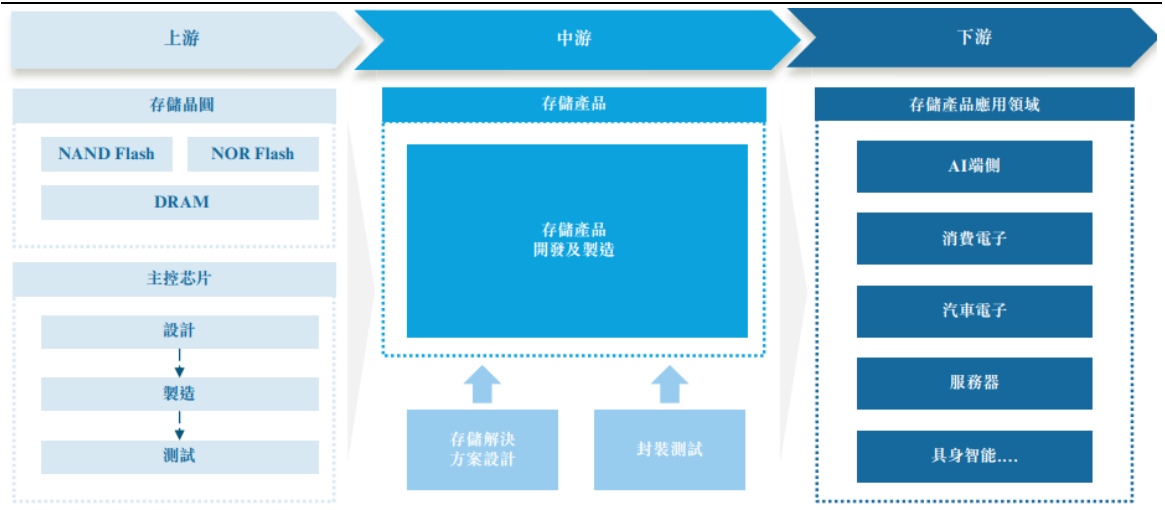 上游
中游
下游
存儲晶圓
NAND Flash
NOR Flash
DRAM
主控芯片
設計
製造
測試
存儲產品
存儲產品
開發及製造
存儲解決
方案設計
封裝測試
存儲產品應用領域
AI端側
消費電子
汽車電子
服務器
具身智能....